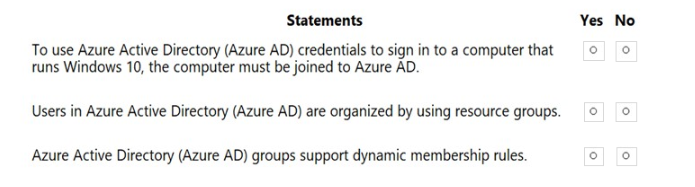 Statements Yes No
To use Azure Active Directory (Azure AD) credentials to sign in to a computer that
runs Windows 10, the computer must be joined to Azure AD.
Users in Azure Active Directory (Azure AD) are organized by using resource groups.
Azure Active Directory (Azure AD) groups support dynamic membership rules.